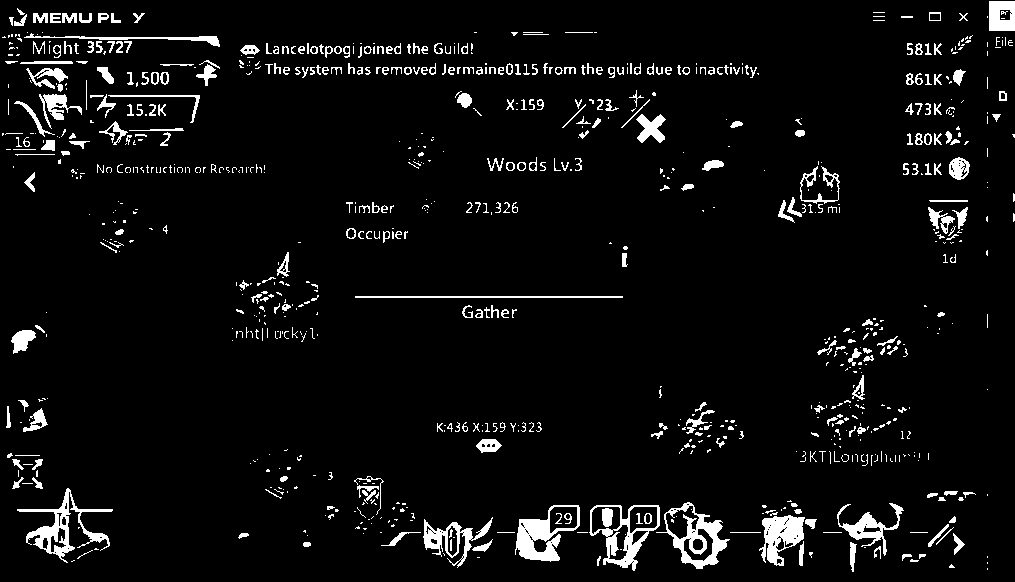 MEMU PL Y
Might 35,727
Lancelotpogi joined the Guild!
The system has removed Jermaine0115 from the guild due to inactivity.
1,500
15.2K
16
2
No Construction or Research!
X:159 Y:323
581K
861K
473K
180K
53.1K
File
Woods Lv.3
Timber 271,326
Occupier
31.5 mi
1d
4
Gather
3
K:436 X:159 Y:323
3
12
3
3
29
10